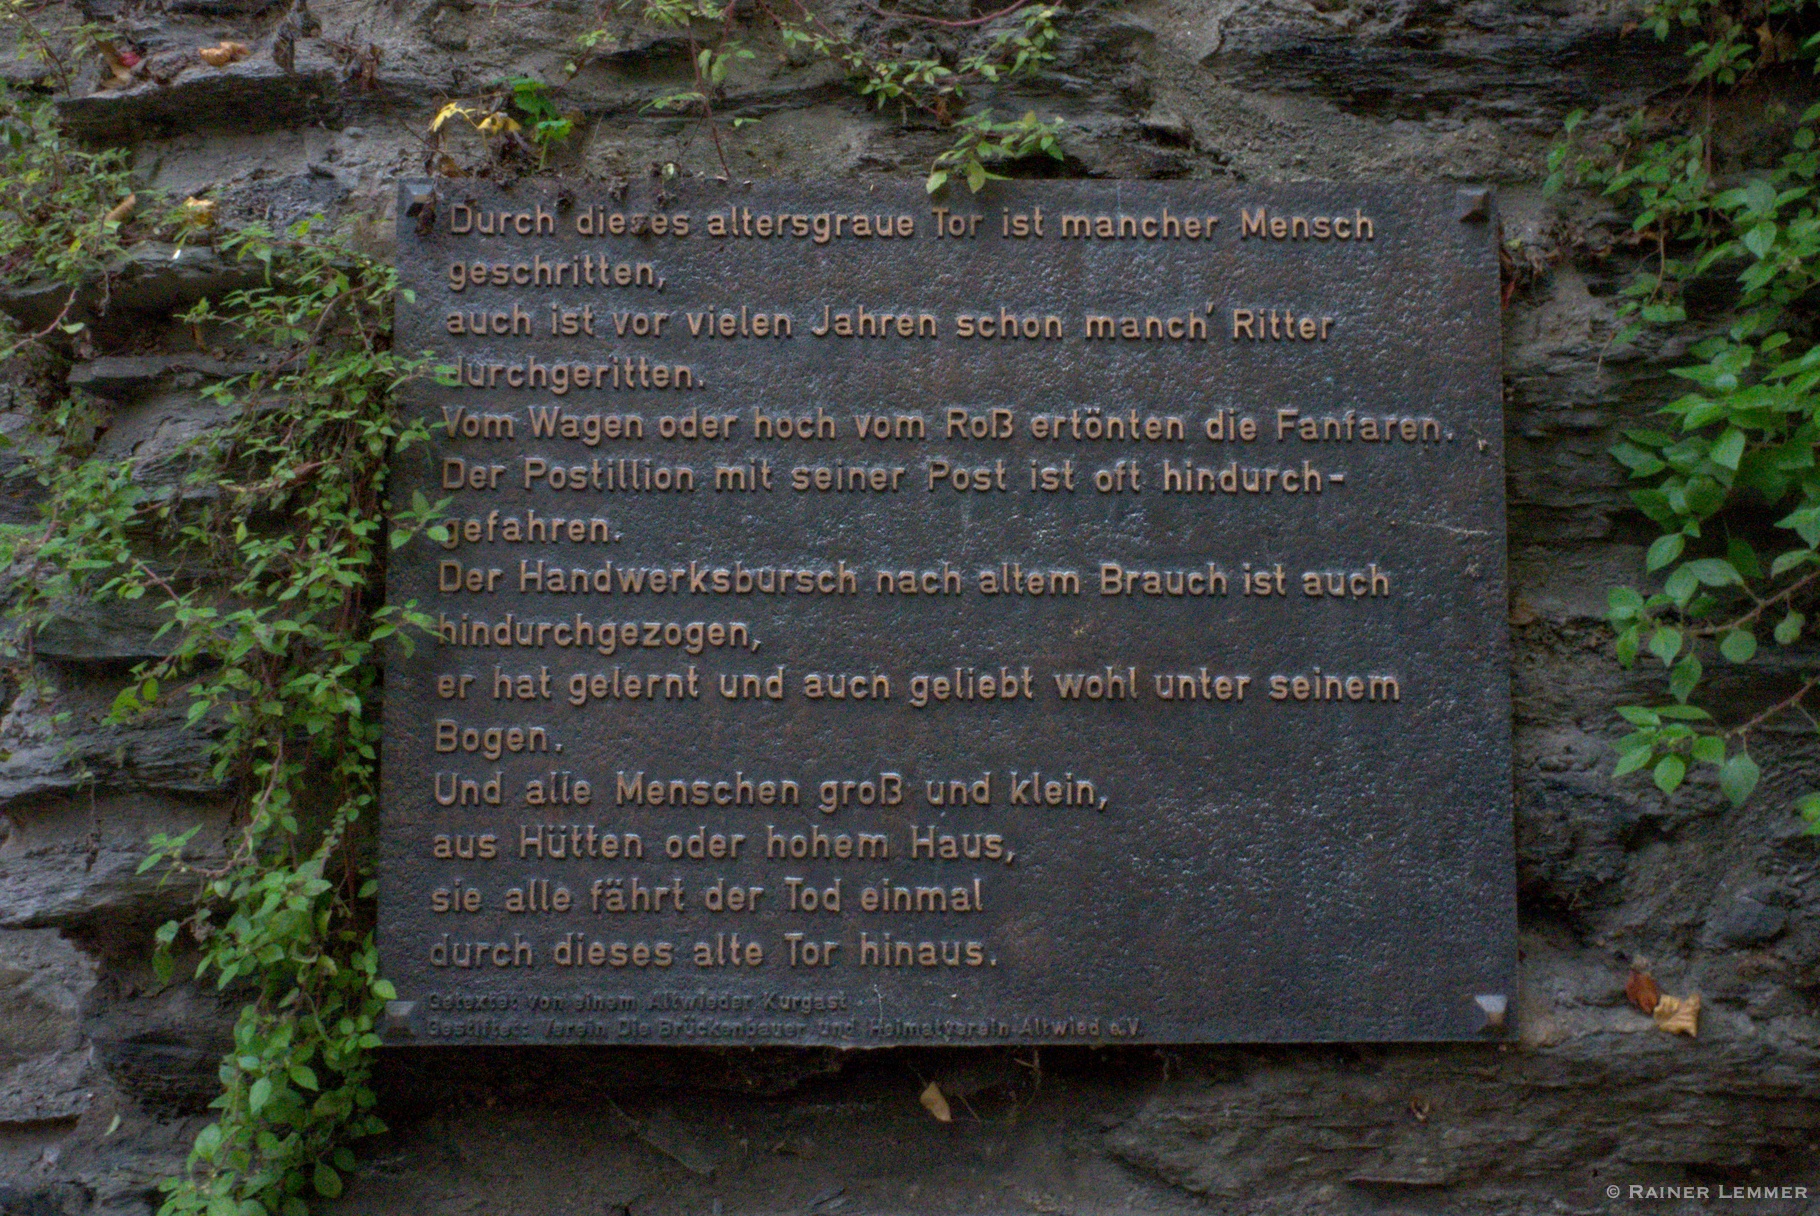 Durch dieses altersgraue Tor ist mancher Mensch
geschritten,
auch ist vor vielen Jahren schon manch' Ritter
durchgeritten.
Vom Wagen oder hoch vom Roß ertönten die Fanfaren.
Der Postillion mit seiner Post ist oft hindurch-
gefahren.
Der Handwerksbursch nach altem Brauch ist auch
hindurchgezogen,
er hat gelernt und auch geliebt wohl unter seinem
Bogen.
Und alle Menschen groß und klein,
aus Hütten oder hohem Haus,
sie alle fährt der Tod einmal
durch dieses alte Tor hinaus.
Getextet von einem Altwieder Kurgast
Gestiftet: Verein Die Brückenbauer und Heimatverein Altwied e.V.
© Rainer Lemmer